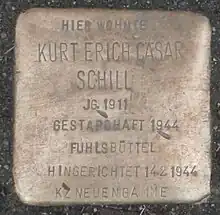 HIER WOHNTE
KURT ERICH CÄSAR
SCHILL
JG. 1911
GESTAPOHAFT 1944
FUHLSBÜTTEL
HINGERICHTET 14.2.1944
KZ NEUENGAMME